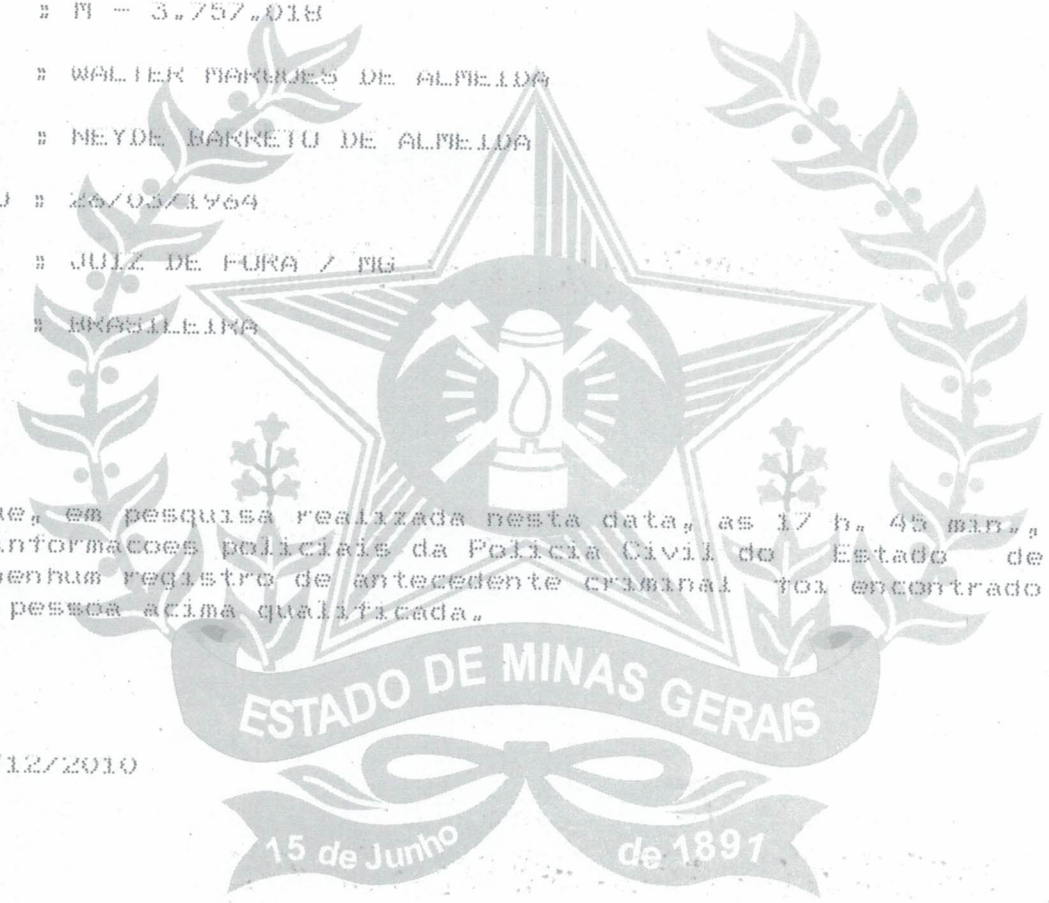 : M - 3.757.018
: WALTER MARQUES DE ALMEIDA
: NEYDE BARRETO DE ALMEIDA
: 26/03/1964
: JUIZ DE FORA / MG
: BRASILEIRA
ue, em pesquisa realizada nesta data, as 17 h. 45 min.,
informacoes policiais da Policia Civil do Estado de
enhum registro de antecedente criminal foi encontrado
pessoa acima qualificada.
ESTADO DE MINAS GERAIS
/12/2010
15 de Junho de 1891